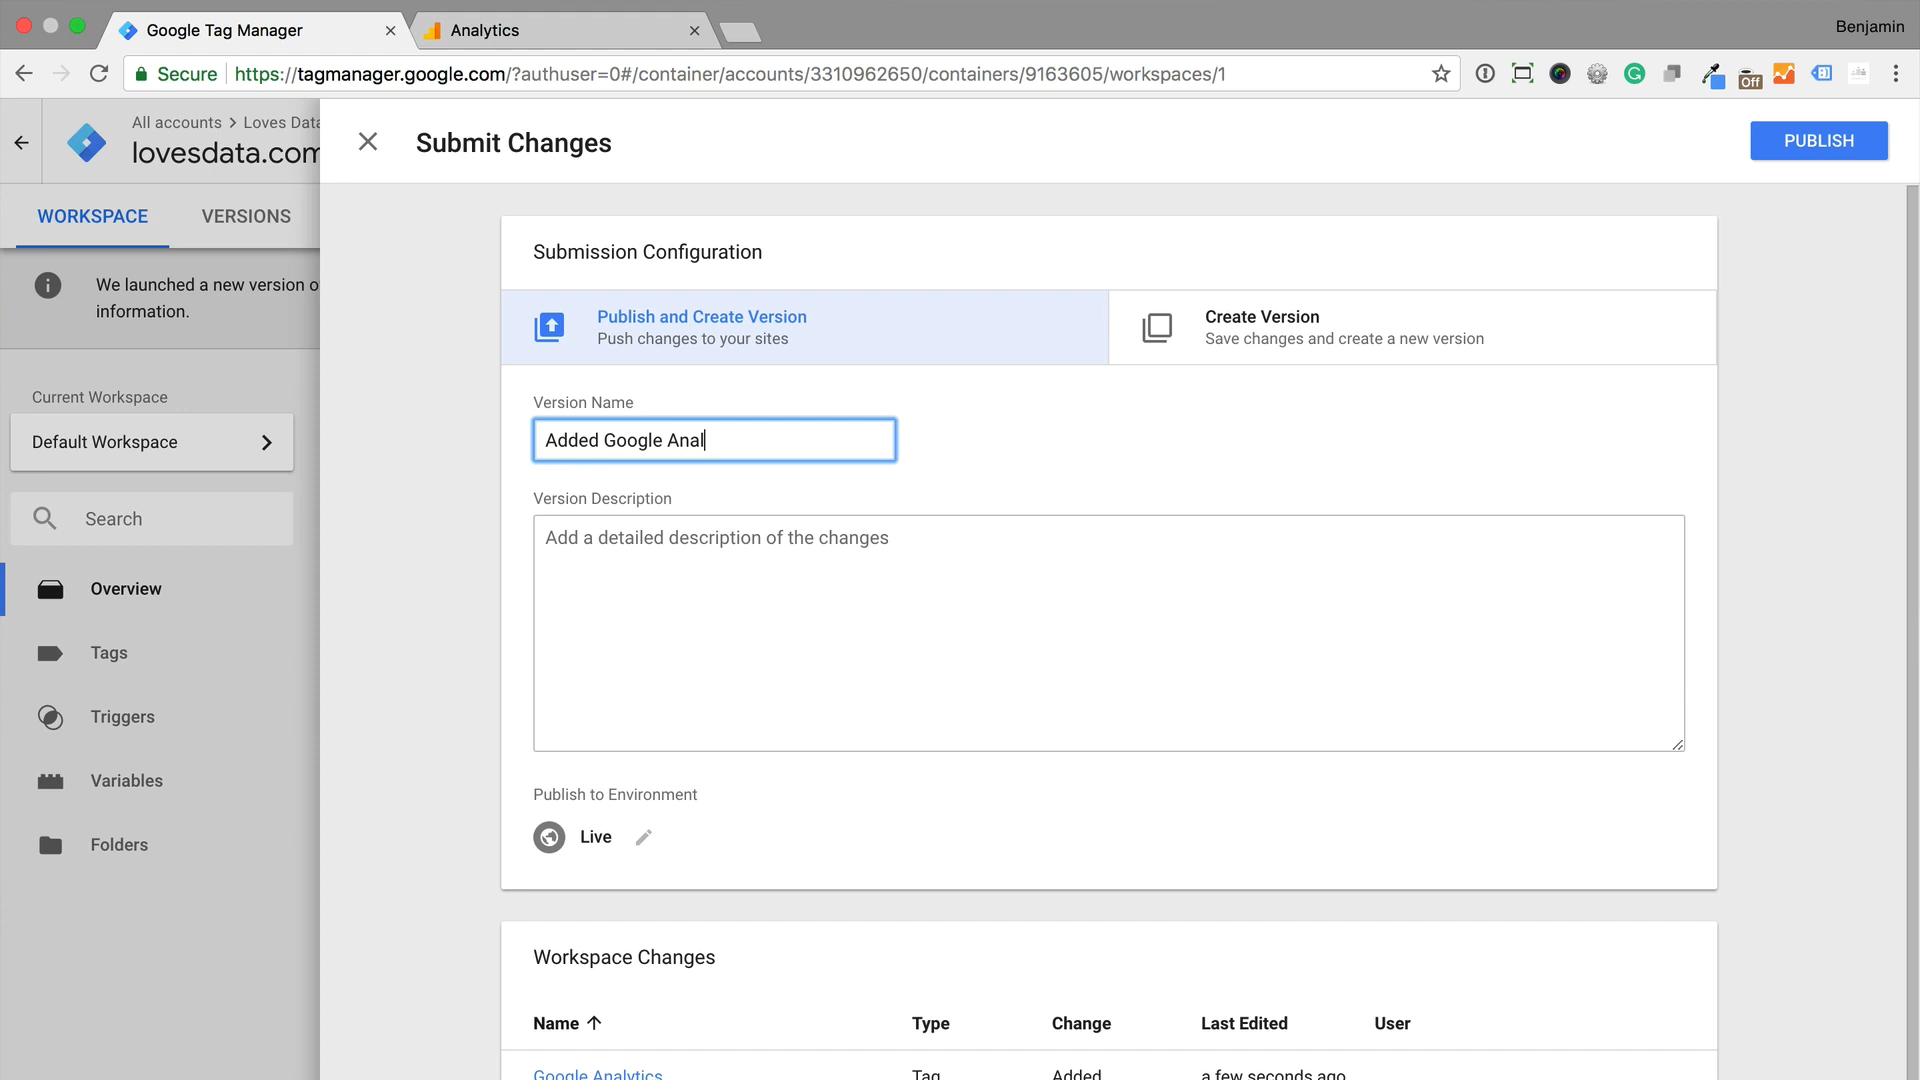 Google Tag Manager
Analytics
Benjamin
Secure
https://tagmanager.google.com/?authuser=0#/container/accounts/3310962650/containers/9163605/workspaces/1
Off
All accounts > Loves Data
lovesdata.com
Submit Changes
PUBLISH
WORKSPACE
VERSIONS
We launched a new version o
information.
Current Workspace
Default Workspace
Search
Overview
Tags
Triggers
Variables
Folders
Submission Configuration
Publish and Create Version
Push changes to your sites
Create Version
Save changes and create a new version
Version Name
Added Google Anal
Version Description
Add a detailed description of the changes
Publish to Environment
Live
Workspace Changes
Name Type Change Last Edited User
Google Analytics Tag Added a few seconds ago